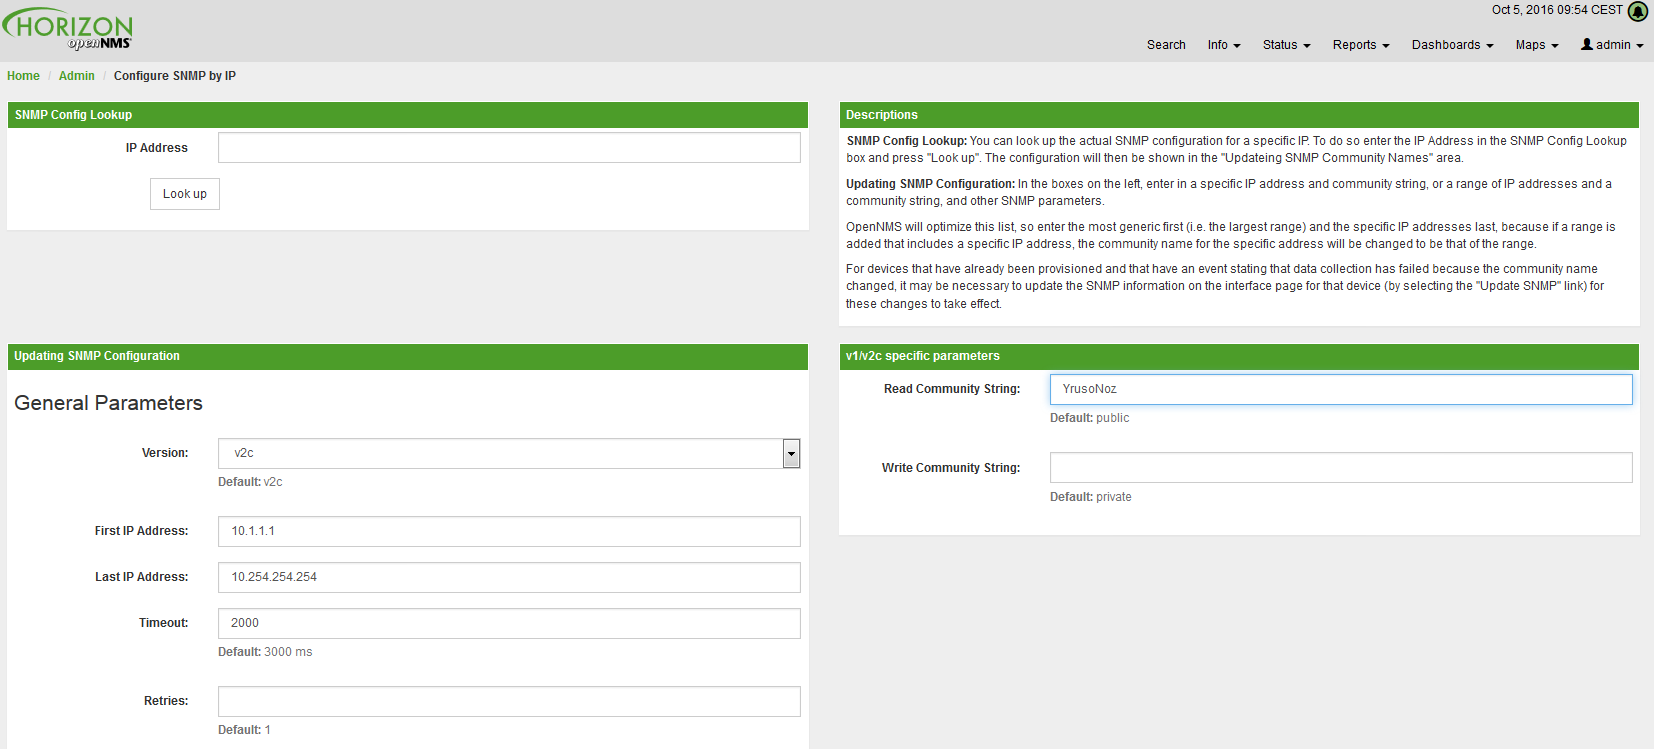 HORIZON
openNMS
Oct 5, 2016 09:54 CEST
Search Info Status Reports Dashboards Maps admin
Home / Admin / Configure SNMP by IP
SNMP Config Lookup
IP Address
Look up
Descriptions
SNMP Config Lookup: You can look up the actual SNMP configuration for a specific IP. To do so enter the IP Address in the SNMP Config Lookup
box and press "Look up". The configuration will then be shown in the "Updateing SNMP Community Names" area.
Updating SNMP Configuration: In the boxes on the left, enter in a specific IP address and community string, or a range of IP addresses and a
community string, and other SNMP parameters.
OpenNMS will optimize this list, so enter the most generic first (i.e. the largest range) and the specific IP addresses last, because if a range is
added that includes a specific IP address, the community name for the specific address will be changed to be that of the range.
For devices that have already been provisioned and that have an event stating that data collection has failed because the community name
changed, it may be necessary to update the SNMP information on the interface page for that device (by selecting the "Update SNMP" link) for
these changes to take effect.
Updating SNMP Configuration
General Parameters
Version: v2c
Default: v2c
First IP Address: 10.1.1.1
Last IP Address: 10.254.254.254
Timeout: 2000
Default: 3000 ms
Retries:
Default: 1
v1/v2c specific parameters
Read Community String: YrusoNoz
Default: public
Write Community String:
Default: private